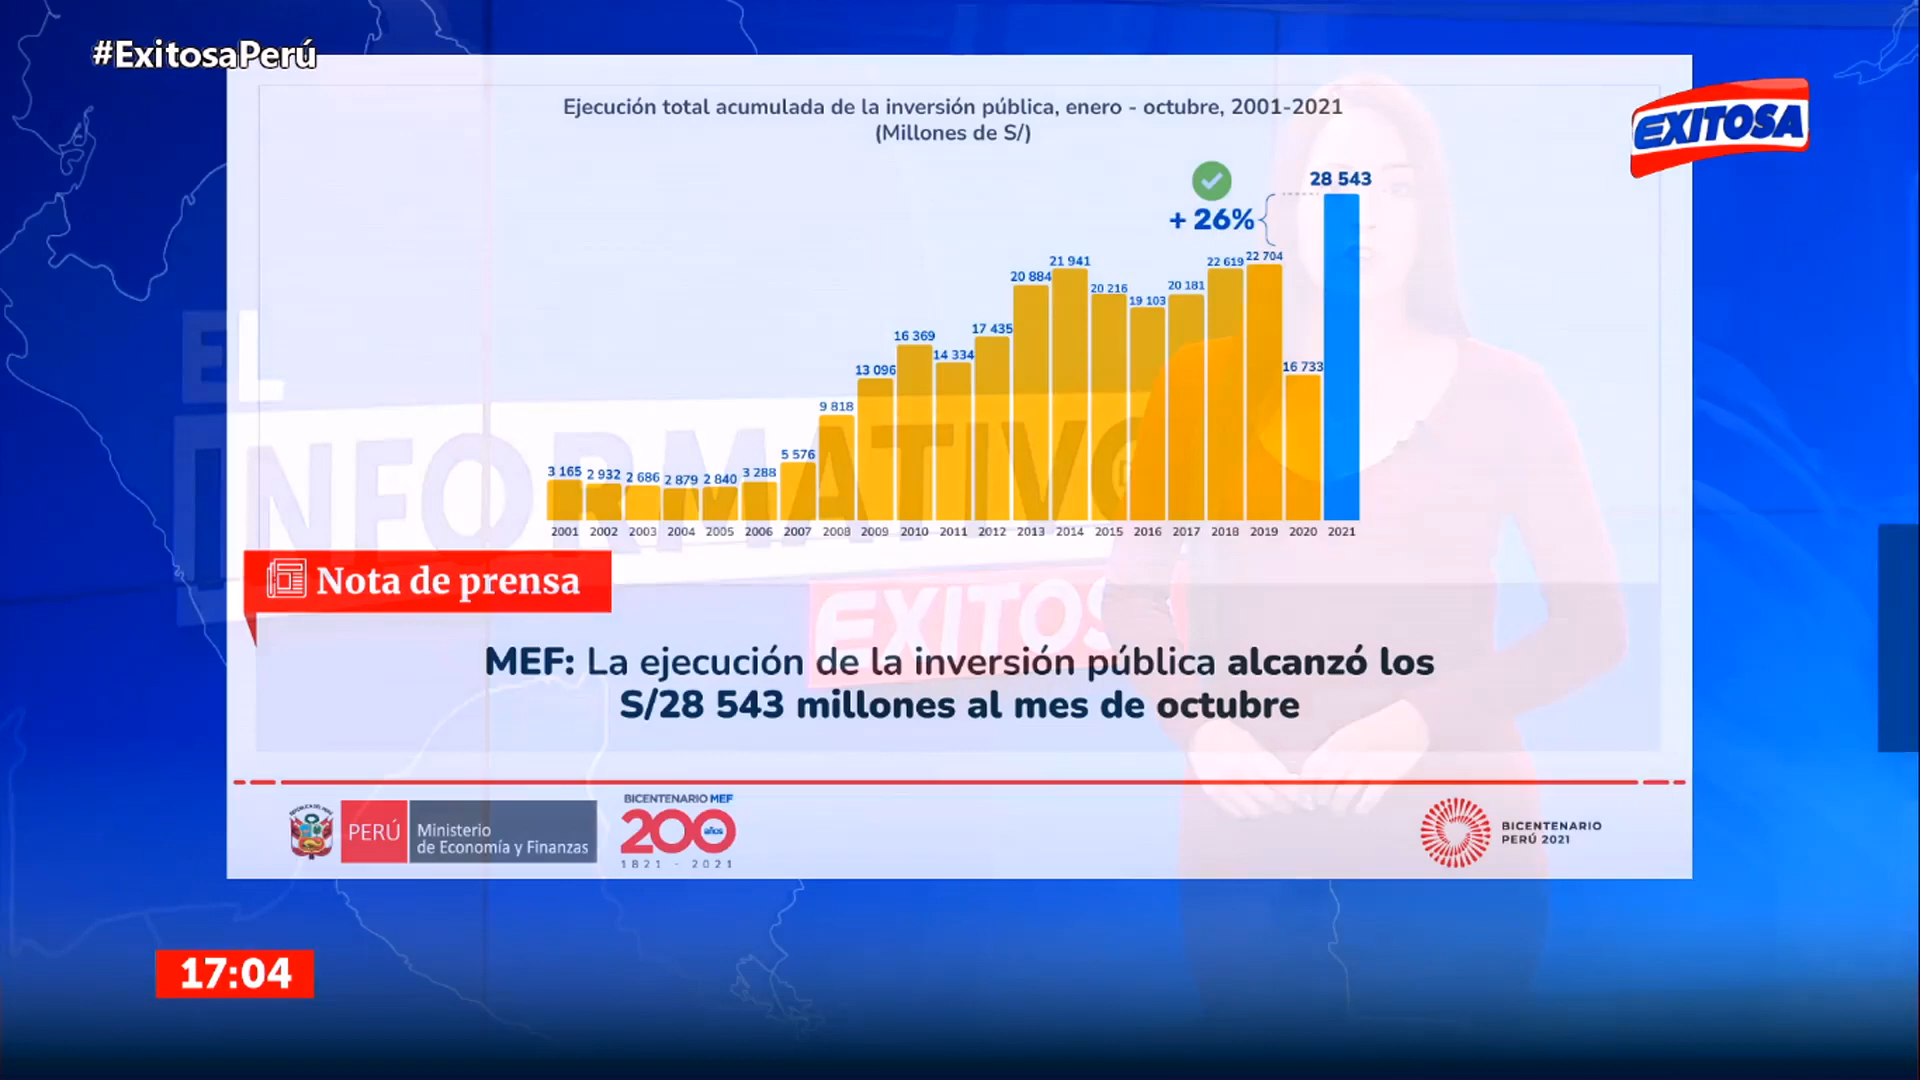 #ExitosaPerú
EXITOSA
Ejecución total acumulada de la inversión pública, enero - octubre, 2001-2021
(Millones de S/)
28 543
+ 26%
3 165 2 932 2 686 2 879 2 840 3 288 5 576 9 818 13 096 16 369 14 334 17 435 20 884 21 941 20 216 19 103 20 181 22 619 22 704 16 733
2001 2002 2003 2004 2005 2006 2007 2008 2009 2010 2011 2012 2013 2014 2015 2016 2017 2018 2019 2020 2021
EL
INFORMATIVO
EXITOS
Nota de prensa
MEF: La ejecución de la inversión pública alcanzó los
S/28 543 millones al mes de octubre
PERÚ
Ministerio
de Economía y Finanzas
BICENTENARIO MEF
200
años
1821 - 2021
BICENTENARIO
PERÚ 2021
17:04